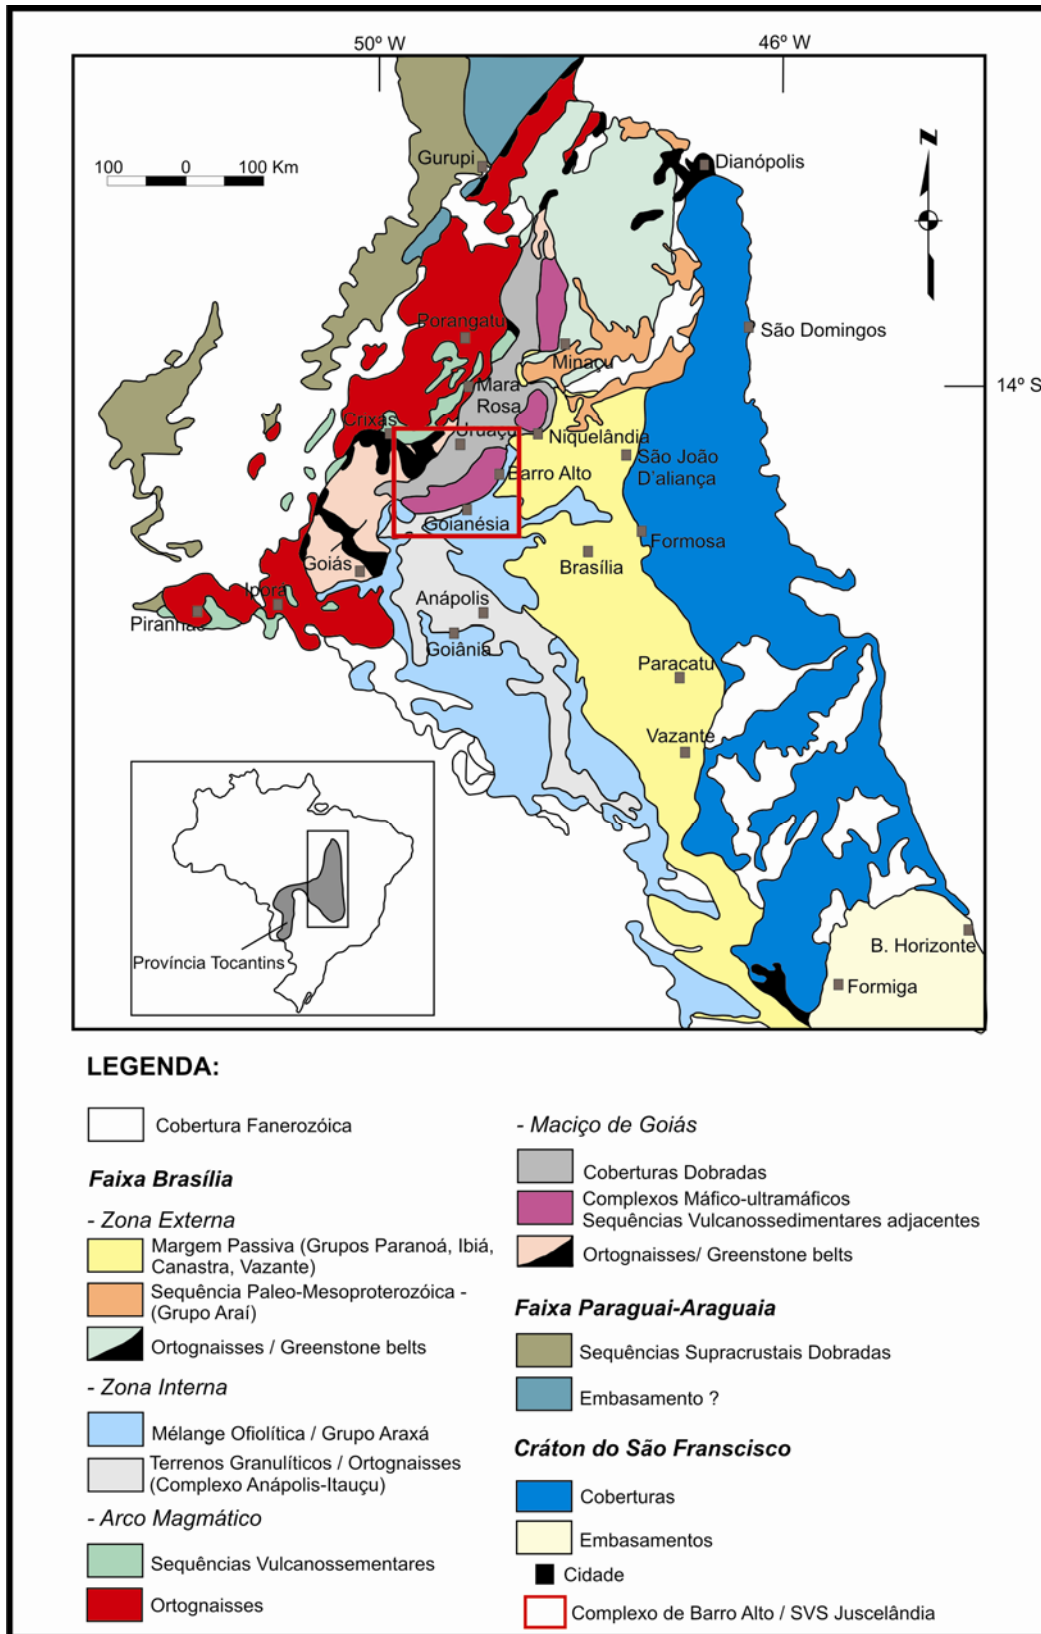 50º W
46º W
100 0 100 Km
N
Gurupi
Dianópolis
São Domingos
Porangatu
Minaçu
14º S
Mara
Rosa
Crixás
Uruaçu
Niquelândia
São João
D'aliança
Barro Alto
Goianésia
Formosa
Brasília
Goiás
Iporá
Anápolis
Piranhas
Goiânia
Paracatu
Vazante
Província Tocantins
B. Horizonte
Formiga
LEGENDA:
Cobertura Fanerozóica
Faixa Brasília
- Zona Externa
Margem Passiva (Grupos Paranoá, Ibiá,
Canastra, Vazante)
Sequência Paleo-Mesoproterozóica -
(Grupo Araí)
Ortognaisses / Greenstone belts
- Zona Interna
Mélange Ofiolítica / Grupo Araxá
Terrenos Granulíticos / Ortognaisses
(Complexo Anápolis-Itauçu)
- Arco Magmático
Sequências Vulcanossementares
Ortognaisses
- Maciço de Goiás
Coberturas Dobradas
Complexos Máfico-ultramáficos
Sequências Vulcanossedimentares adjacentes
Ortognaisses/ Greenstone belts
Faixa Paraguai-Araguaia
Sequências Supracrustais Dobradas
Embasamento ?
Cráton do São Franscisco
Coberturas
Embasamentos
Cidade
Complexo de Barro Alto / SVS Juscelândia